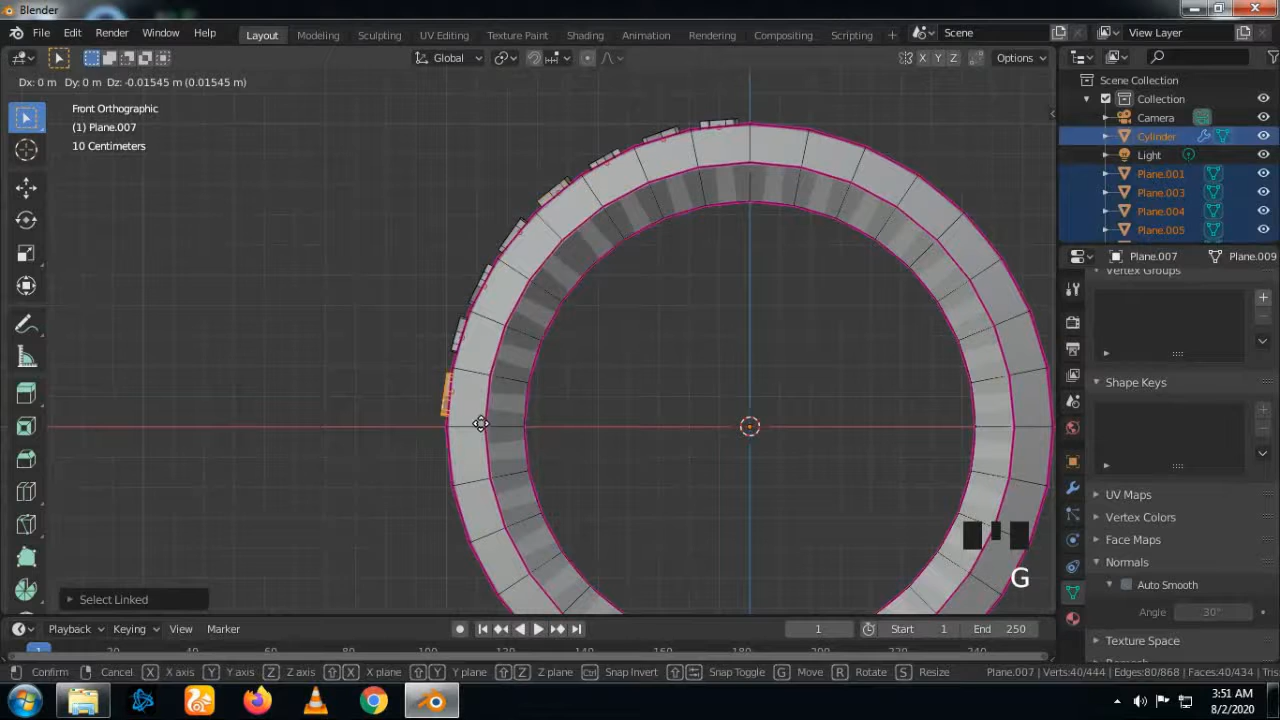 Blender
File Edit Render Window Help
Layout Modeling Sculpting UV Editing Texture Paint Shading Animation Rendering Compositing Scripting
Scene
View Layer
Global
X Y Z
Options
Dx: 0 m Dy: 0 m Dz: -0.01545 m (0.01545 m)
Front Orthographic
(1) Plane.007
10 Centimeters
Scene Collection
Collection
Camera
Cylinder
Light
Plane.001
Plane.003
Plane.004
Plane.005
Plane.007
Plane.009
Vertex Groups
Shape Keys
UV Maps
Vertex Colors
Face Maps
Normals
Auto Smooth
Angle 30°
Texture Space
G
Select Linked
Playback Keying View Marker
1
Start 1
End 250
Confirm Cancel X X axis Y Y axis Z Z axis X X plane Y Y plane Z Z plane Ctrl Snap Invert Snap Toggle G Move R Rotate S Resize
Plane.007 | Verts:40/444 | Edges:80/868 | Faces:40/434 | Tris:
3:51 AM
8/2/2020